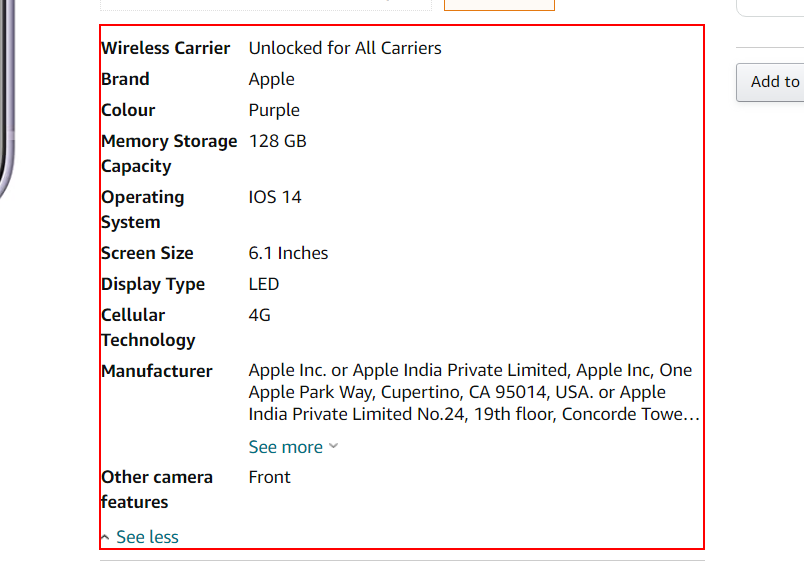 Wireless Carrier Unlocked for All Carriers
Brand Apple
Colour Purple
Memory Storage 128 GB
Capacity
Operating IOS 14
System
Screen Size 6.1 Inches
Display Type LED
Cellular 4G
Technology
Manufacturer Apple Inc. or Apple India Private Limited, Apple Inc, One
Apple Park Way, Cupertino, CA 95014, USA. or Apple
India Private Limited No.24, 19th floor, Concorde Towe…
See more
Other camera Front
features
See less
Add to